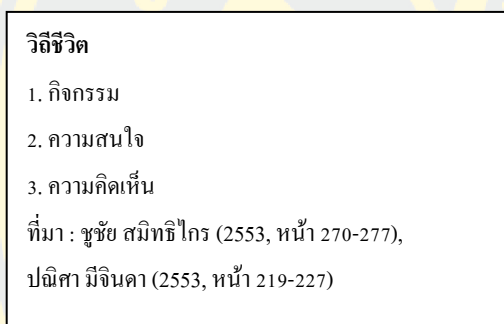 วิถีชีวิต
1. กิจกรรม
2. ความสนใจ
3. ความคิดเห็น
ที่มา : ชูชัย สมิทธิไกร (2553, หน้า 270-277),
ปณิศา มีจินดา (2553, หน้า 219-227)